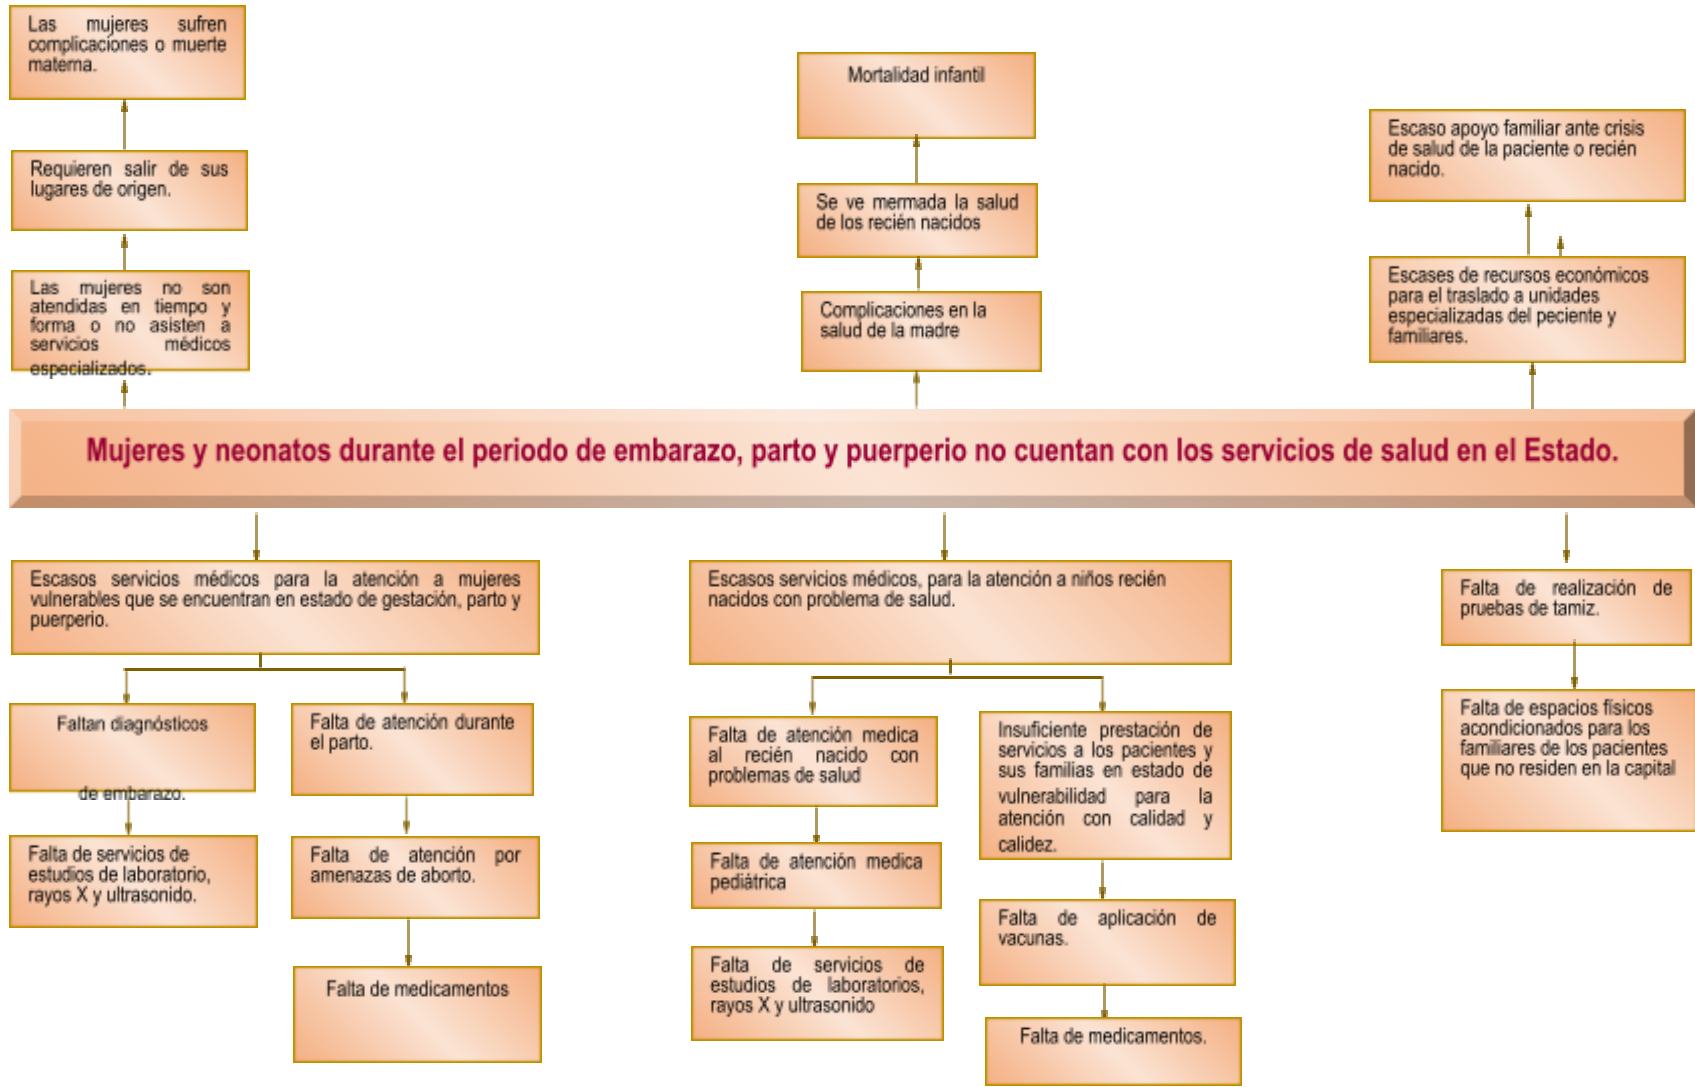 Las mujeres sufren
complicaciones o muerte
materna.
Requieren salir de sus
lugares de origen.
Las mujeres no son
atendidas en tiempo y
forma o no asisten a
servicios médicos
especializados.
Mortalidad infantil
Se ve mermada la salud
de los recién nacidos
Complicaciones en la
salud de la madre
Escaso apoyo familiar ante crisis
de salud de la paciente o recién
nacido.
Escases de recursos económicos
para el traslado a unidades
especializadas del peciente y
familiares.
Mujeres y neonatos durante el periodo de embarazo, parto y puerperio no cuentan con los servicios de salud en el Estado.
Escasos servicios médicos para la atención a mujeres
vulnerables que se encuentran en estado de gestación, parto y
puerperio.
Faltan diagnósticos
de embarazo.
Falta de servicios de
estudios de laboratorio,
rayos X y ultrasonido.
Falta de atención durante
el parto.
Falta de atención por
amenazas de aborto.
Falta de medicamentos
Escasos servicios médicos, para la atención a niños recién
nacidos con problema de salud.
Falta de atención medica
al recién nacido con
problemas de salud
Falta de atención medica
pediátrica
Falta de servicios de
estudios de laboratorios,
rayos X y ultrasonido
Insuficiente prestación de
servicios a los pacientes y
sus familias en estado de
vulnerabilidad para la
atención con calidad y
calidez.
Falta de aplicación de
vacunas.
Falta de medicamentos.
Falta de realización de
pruebas de tamiz.
Falta de espacios físicos
acondicionados para los
familiares de los pacientes
que no residen en la capital